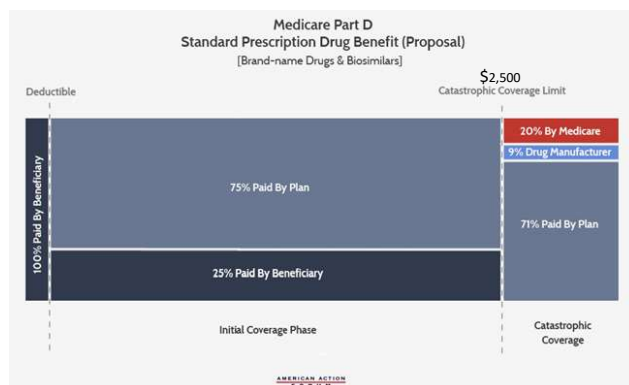 Medicare Part D
Standard Prescription Drug Benefit (Proposal)
[Brand-name Drugs & Biosimilars]
$2,500
Deductible
Catastrophic Coverage Limit
100% Paid By Beneficiary
75% Paid By Plan
25% Paid By Beneficiary
20% By Medicare
9% Drug Manufacturer
71% Paid By Plan
Initial Coverage Phase
Catastrophic
Coverage
AMERICAN ACTION